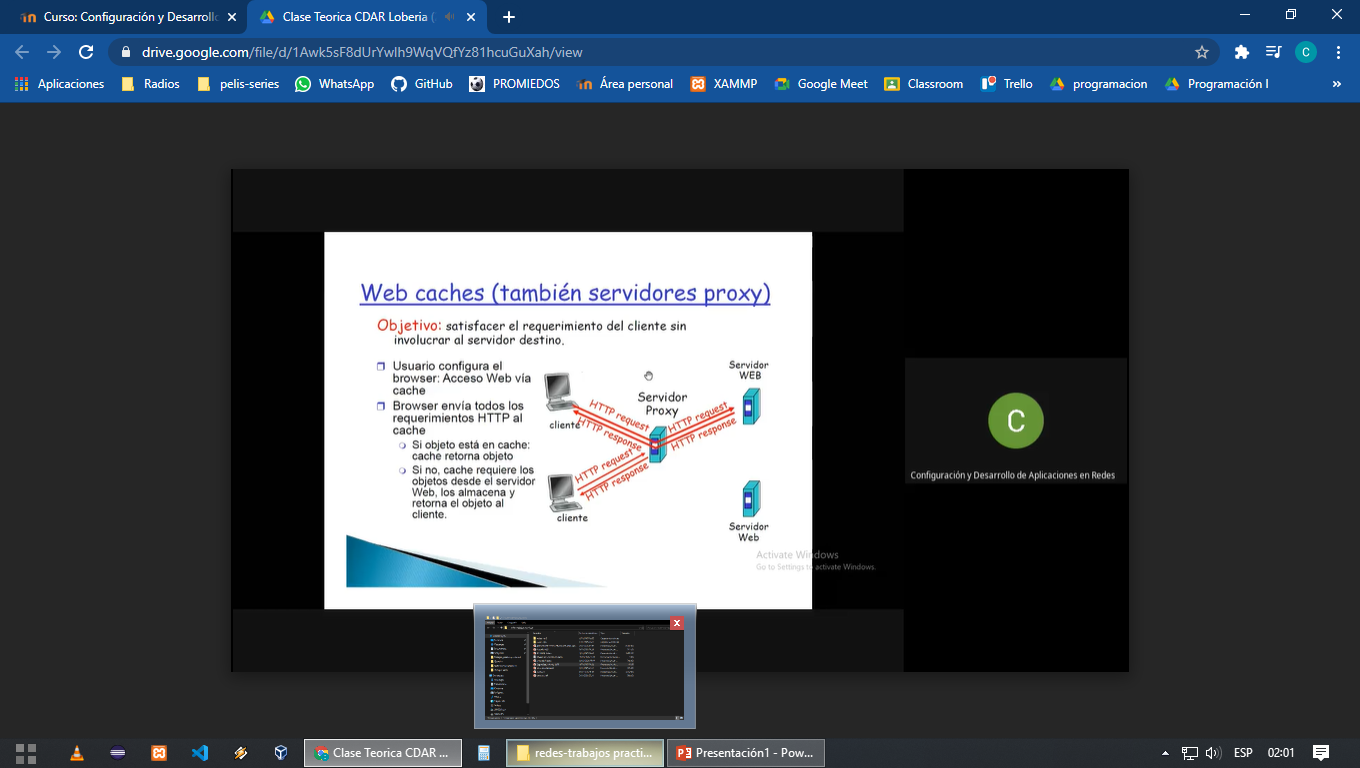 Curso: Configuración y Desarrollo
Clase Teorica CDAR Loberia (
drive.google.com/file/d/1Awk5sF8dUrYwlh9WqVQfYz81hcuGuXah/view
C
Aplicaciones
Radios
pelis-series
WhatsApp
GitHub
PROMIEDOS
Área personal
XAMMP
Google Meet
Classroom
Trello
programacion
Programación I
»
Web caches (también servidores proxy)
Objetivo: satisfacer el requerimiento del cliente sin
involucrar al servidor destino.
Usuario configura el
browser: Acceso Web vía
cache
Browser envía todos los
requerimientos HTTP al
cache
Si objeto está en cache:
cache retorna objeto
Si no, cache requiere los
objetos desde el servidor
Web, los almacena y
retorna el objeto al
cliente.
cliente
HTTP request
HTTP response
Servidor
Proxy
HTTP request
HTTP response
Servidor
WEB
HTTP request
HTTP response
cliente
Servidor
Web
Activate Windows
Go to Settings to activate Windows.
C
Configuración y Desarrollo de Aplicaciones en Redes
Clase Teorica CDAR ...
redes-trabajos practi...
Presentación1 - Pow...
ESP
02:01